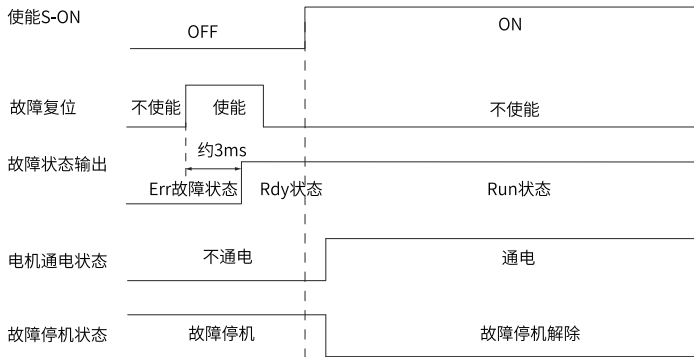 使能S-ON
OFF
ON
故障复位
不使能
使能
不使能
约3ms
故障状态输出
Err故障状态
Rdy状态
Run状态
电机通电状态
不通电
通电
故障停机状态
故障停机
故障停机解除